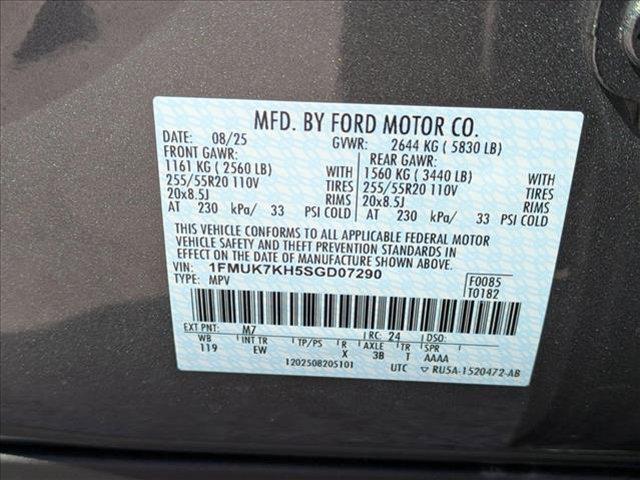 MFD. BY FORD MOTOR CO.
DATE: 08/25 GVWR: 2644 KG ( 5830 LB)
FRONT GAWR: REAR GAWR:
1161 KG ( 2560 LB) WITH 1560 KG ( 3440 LB) WITH
255/55R20 110V TIRES 255/55R20 110V TIRES
20x8.5J RIMS 20x8.5J RIMS
AT 230 kPa/ 33 PSI COLD AT 230 kPa/ 33 PSI COLD
THIS VEHICLE CONFORMS TO ALL APPLICABLE FEDERAL MOTOR
VEHICLE SAFETY AND THEFT PREVENTION STANDARDS IN
EFFECT ON THE DATE OF MANUFACTURE SHOWN ABOVE.
VIN: 1FMUK7KH5SGD07290 F0085
TYPE: MPV T0182
EXT PNT: M7 RC: 24 DSO:
WB INT TR TP/PS R AXLE TR SPR
119 EW X 3B T AAAA
1202508205101 UTC ▽ RU5A-1520472-AB